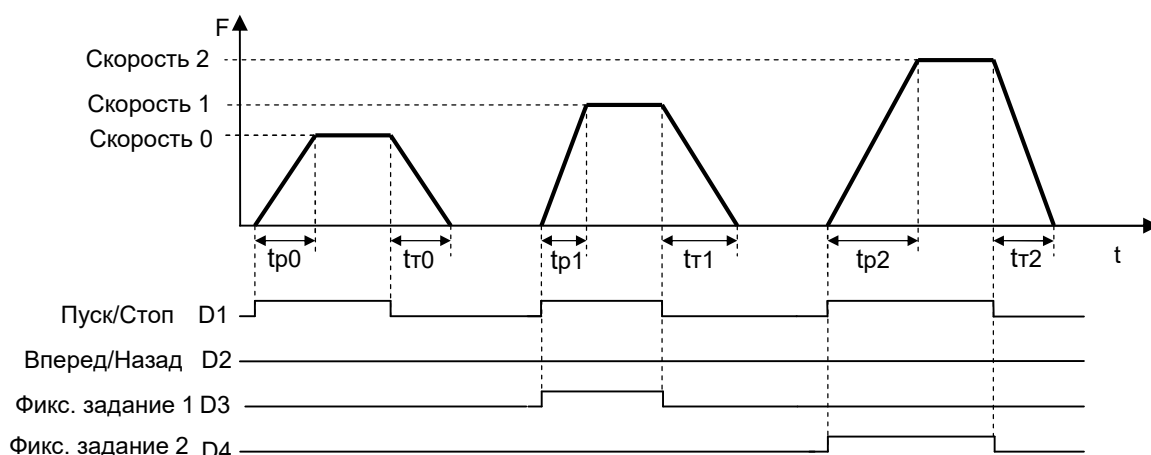 F
Скорость 2
Скорость 1
Скорость 0
tр0 tт0 tр1 tт1 tр2 tт2 t
Пуск/Стоп D1
Вперед/Назад D2
Фикс. задание 1 D3
Фикс. задание 2 D4